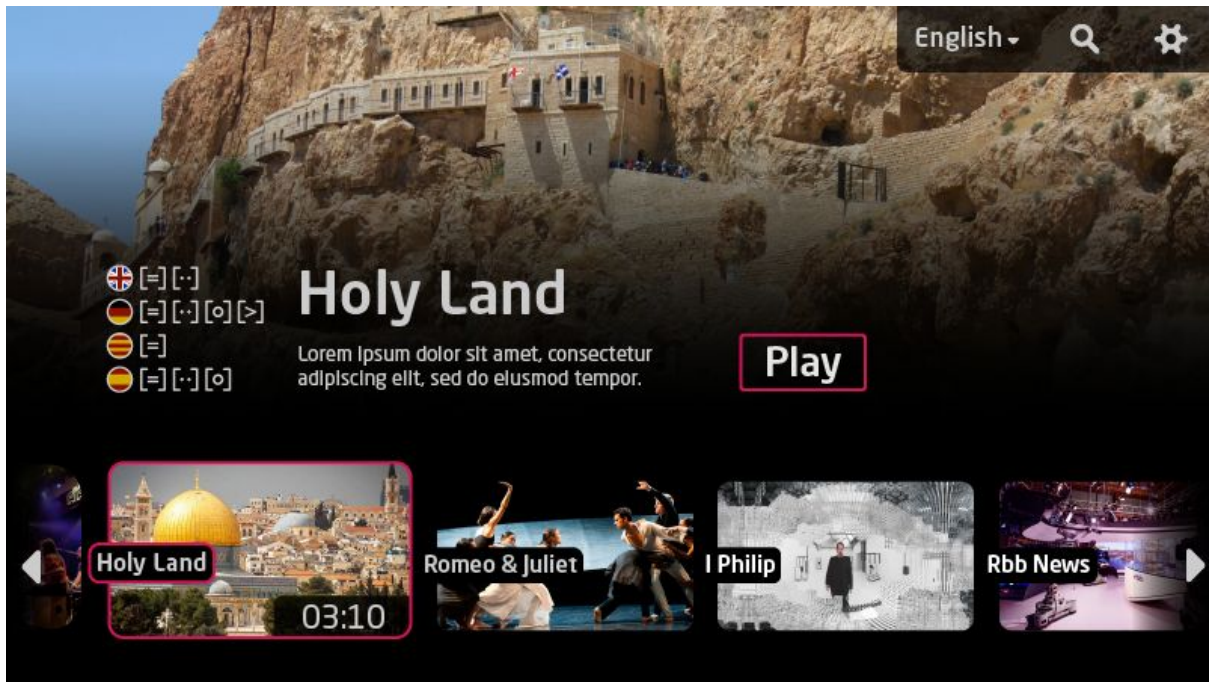 English
[=] [··]
Holy Land
[=] [··] [o] [>]
[=]
Lorem ipsum dolor sit amet, consectetur
adipiscing elit, sed do eiusmod tempor.
Play
[=] [··] [o]
Holy Land
Romeo & Juliet
I Philip
Rbb News
03:10